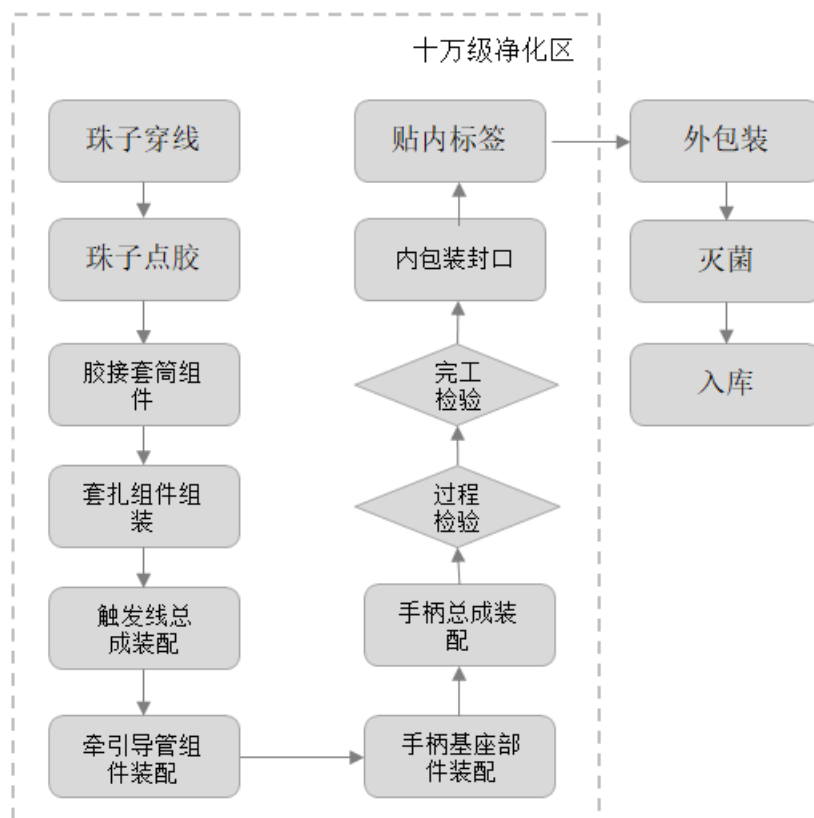 十万级净化区
珠子穿线
珠子点胶
胶接套筒组
件
套扎组件组
装
触发线总
成装配
牵引导管组
件装配
手柄基座部
件装配
手柄总成装
配
过程
检验
完工
检验
内包装封口
贴内标签
外包装
灭菌
入库